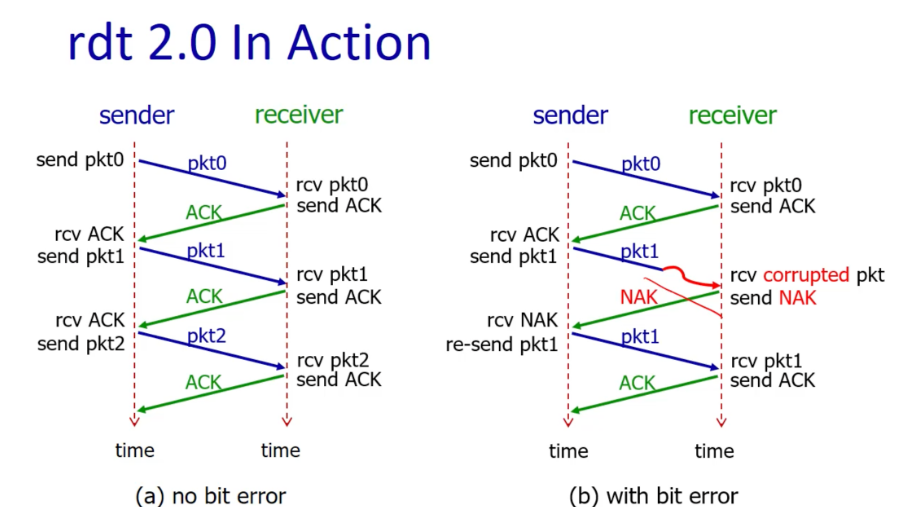 rdt 2.0 In Action
sender
receiver
send pkt0
pkt0
rcv pkt0
send ACK
ACK
rcv ACK
send pkt1
pkt1
rcv pkt1
send ACK
ACK
rcv ACK
send pkt2
pkt2
rcv pkt2
send ACK
ACK
time
time
(a) no bit error
sender
receiver
send pkt0
pkt0
rcv pkt0
send ACK
ACK
rcv ACK
send pkt1
pkt1
rcv corrupted pkt
send NAK
NAK
rcv NAK
re-send pkt1
pkt1
rcv pkt1
send ACK
ACK
time
time
(b) with bit error